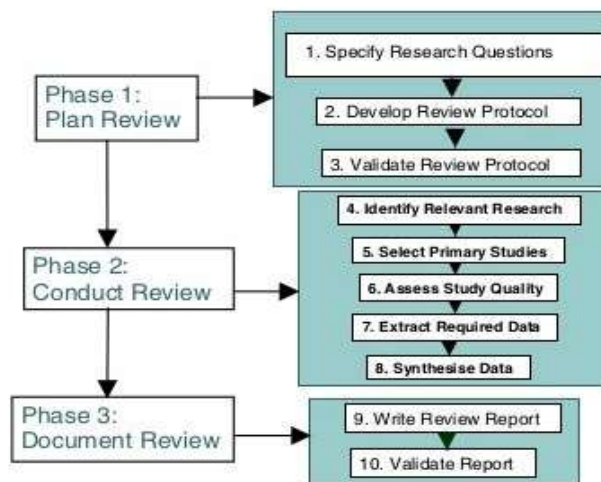 1. Specify Research Questions
Phase 1:
Plan Review
2. Develop Review Protocol
3. Validate Review Protocol
4. Identify Relevant Research
Phase 2:
Conduct Review
5. Select Primary Studies
6. Assess Study Quality
7. Extract Required Data
8. Synthesise Data
Phase 3:
Document Review
9. Write Review Report
10. Validate Report